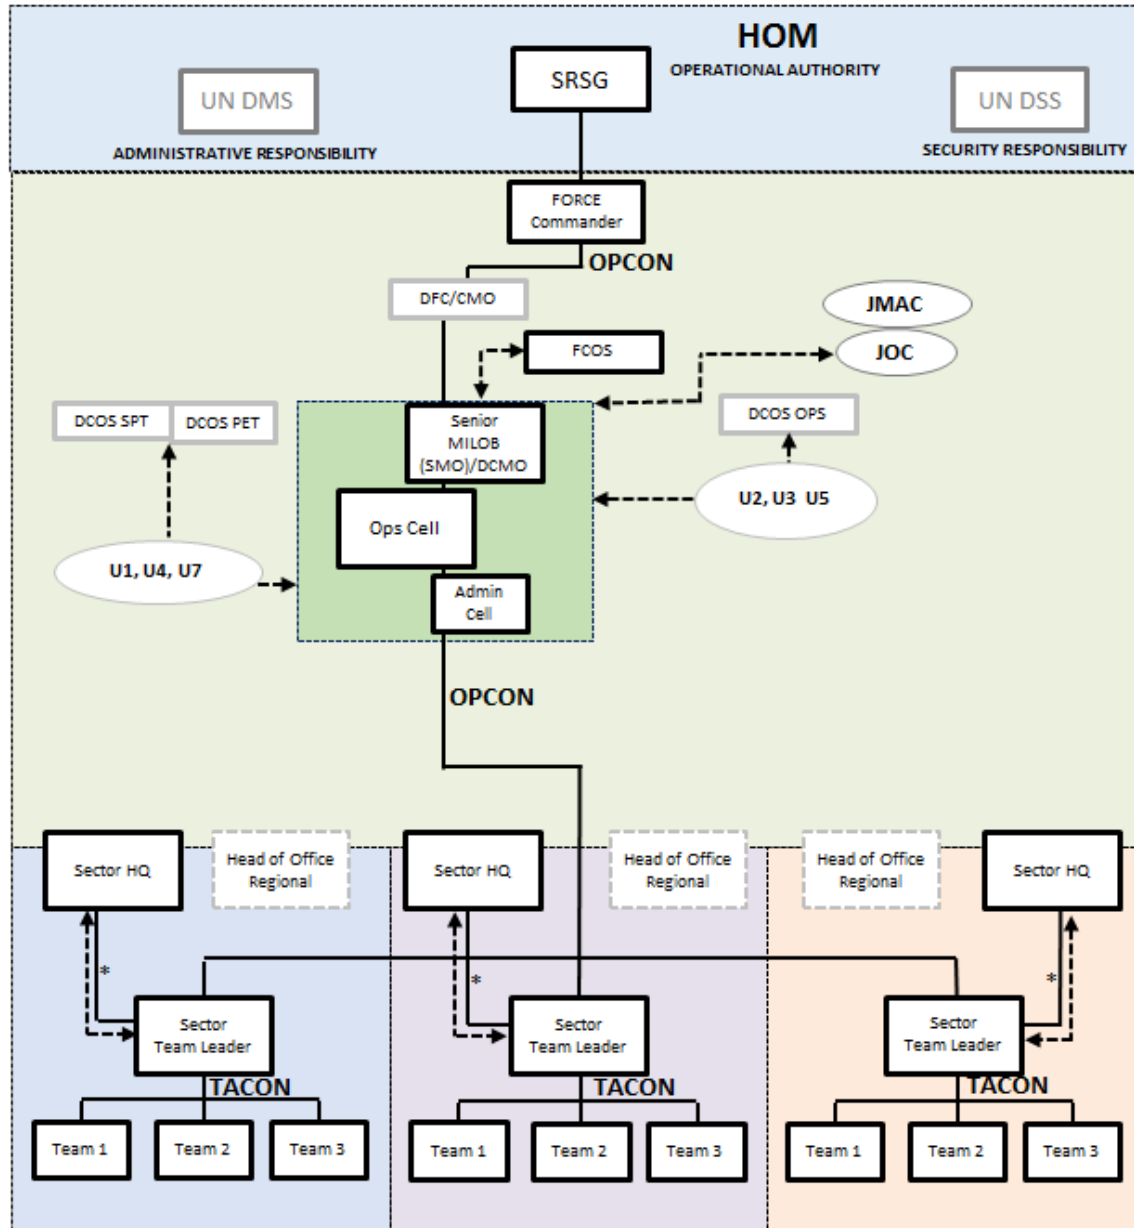 HOM
OPERATIONAL AUTHORITY
SRSG
UN DMS
ADMINISTRATIVE RESPONSIBILITY
UN DSS
SECURITY RESPONSIBILITY
FORCE
Commander
OPCON
DFC/CMO
JMAC
JOC
FCOS
DCOS SPT
DCOS PET
Senior
MILOB
(SMO)/DCMO
DCOS OPS
Ops Cell
U2, U3 U5
U1, U4, U7
Admin
Cell
OPCON
Sector HQ
Head of Office
Regional
Sector HQ
Head of Office
Regional
Head of Office
Regional
Sector HQ
*
*
*
Sector
Team Leader
Sector
Team Leader
Sector
Team Leader
TACON
TACON
TACON
Team 1
Team 2
Team 3
Team 1
Team 2
Team 3
Team 1
Team 2
Team 3